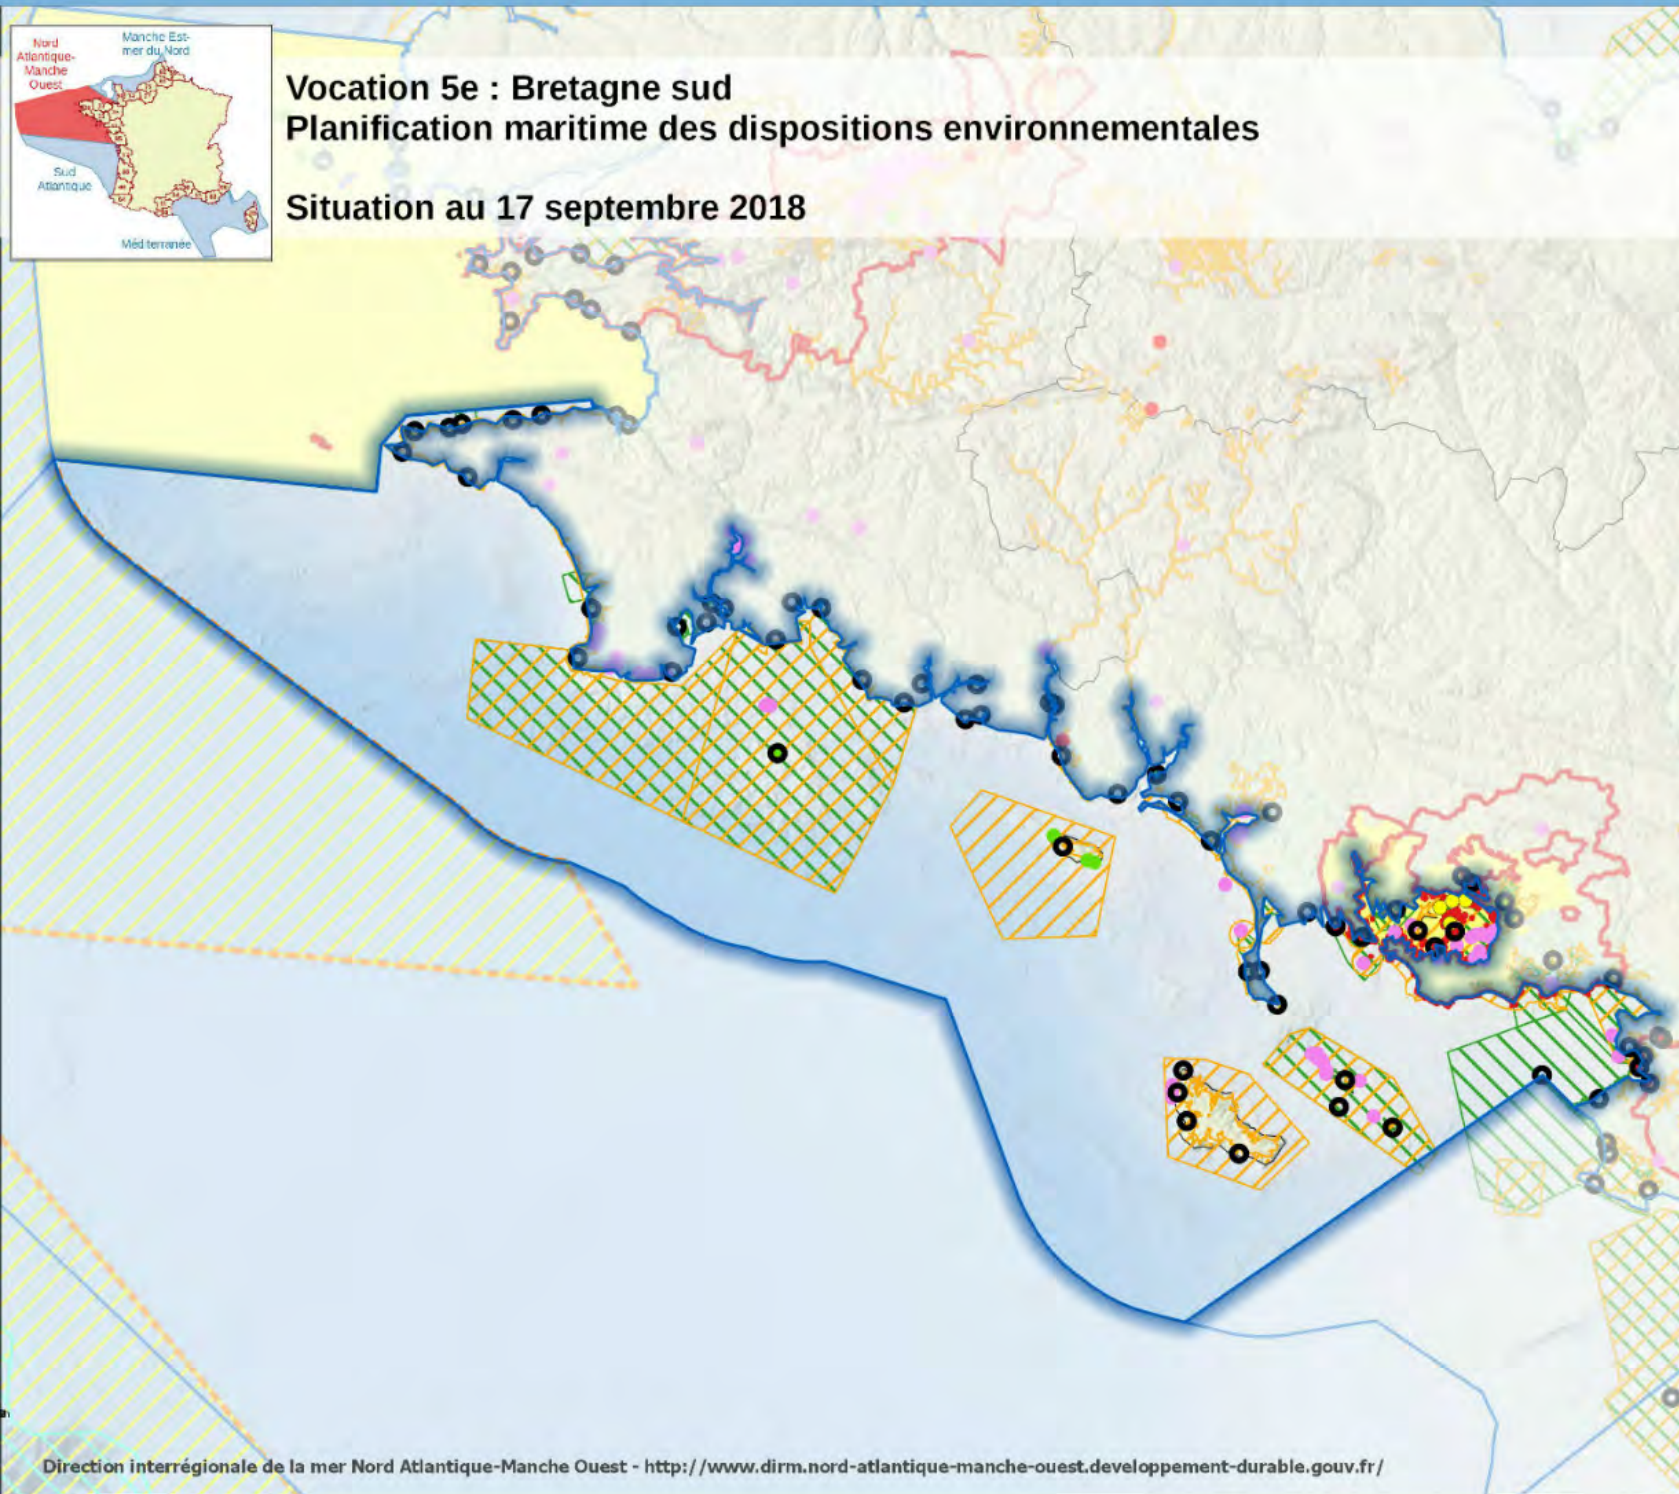 Nord
Atlantique-
Manche
Ouest
Manche Est-
mer du Nord
Sud
Atlantique
Méditerranée
Vocation 5e : Bretagne sud
Planification maritime des dispositions environnementales
Situation au 17 septembre 2018
Direction interrégionale de la mer Nord Atlantique-Manche Ouest - http://www.dirm.nord-atlantique-manche-ouest.developpement-durable.gouv.fr/